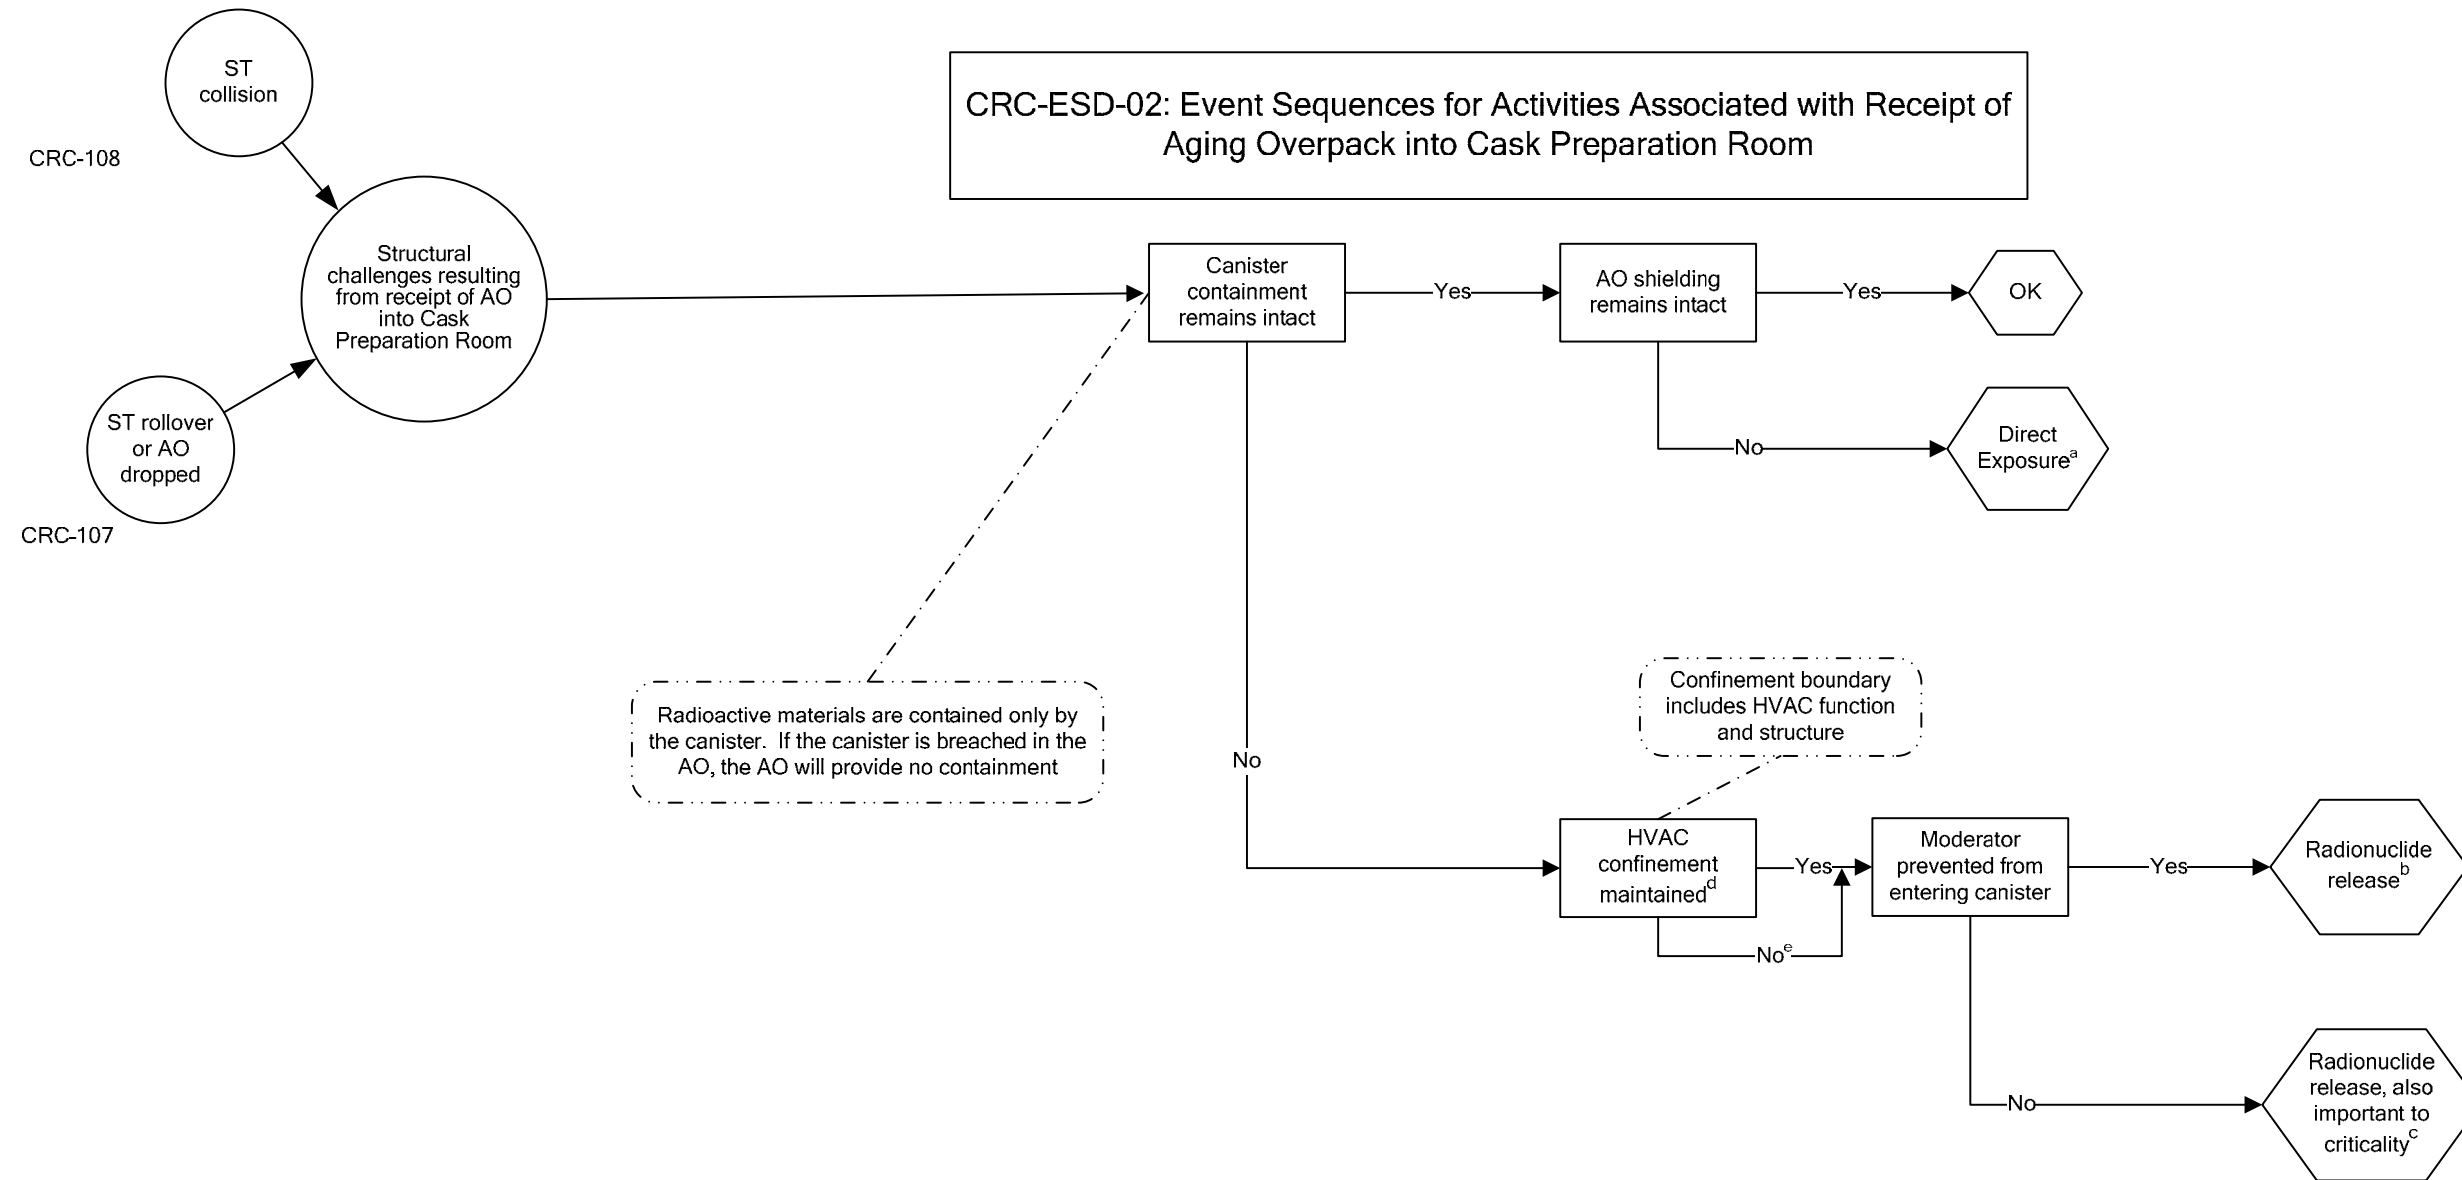 ST
collision
CRC-108
CRC-ESD-02: Event Sequences for Activities Associated with Receipt of
Aging Overpack into Cask Preparation Room
Structural
challenges resulting
from receipt of AO
into Cask
Preparation Room
Canister
containment
remains intact
Yes
AO shielding
remains intact
Yes
OK
ST rollover
or AO
dropped
CRC-107
No
Direct
Exposureᵃ
Radioactive materials are contained only by
the canister. If the canister is breached in the
AO, the AO will provide no containment
Confinement boundary
includes HVAC function
and structure
No
HVAC
confinement
maintainedᵈ
Yes
Noᵉ
Moderator
prevented from
entering canister
Yes
Radionuclide
releaseᵇ
No
Radionuclide
release, also
important to
criticalityᶜ